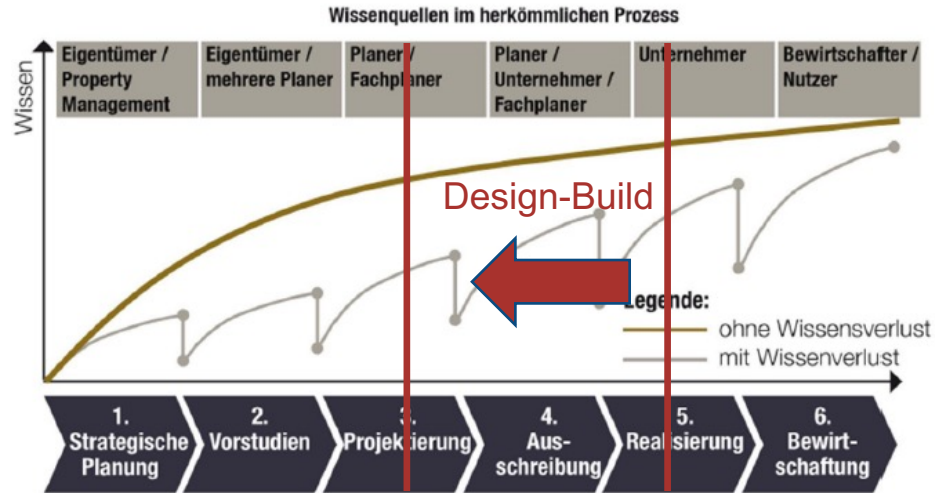 Wissenquellen im herkömmlichen Prozess
Wissen
Eigentümer /
Property
Management
Eigentümer /
mehrere Planer
Planer /
Fachplaner
Planer /
Unternehmer /
Fachplaner
Unternehmer
Bewirtschafter /
Nutzer
Design-Build
Legende:
ohne Wissensverlust
mit Wissenverlust
1.
Strategische
Planung
2.
Vorstudien
3.
Projektierung
4.
Aus-
schreibung
5.
Realisierung
6.
Bewirt-
schaftung